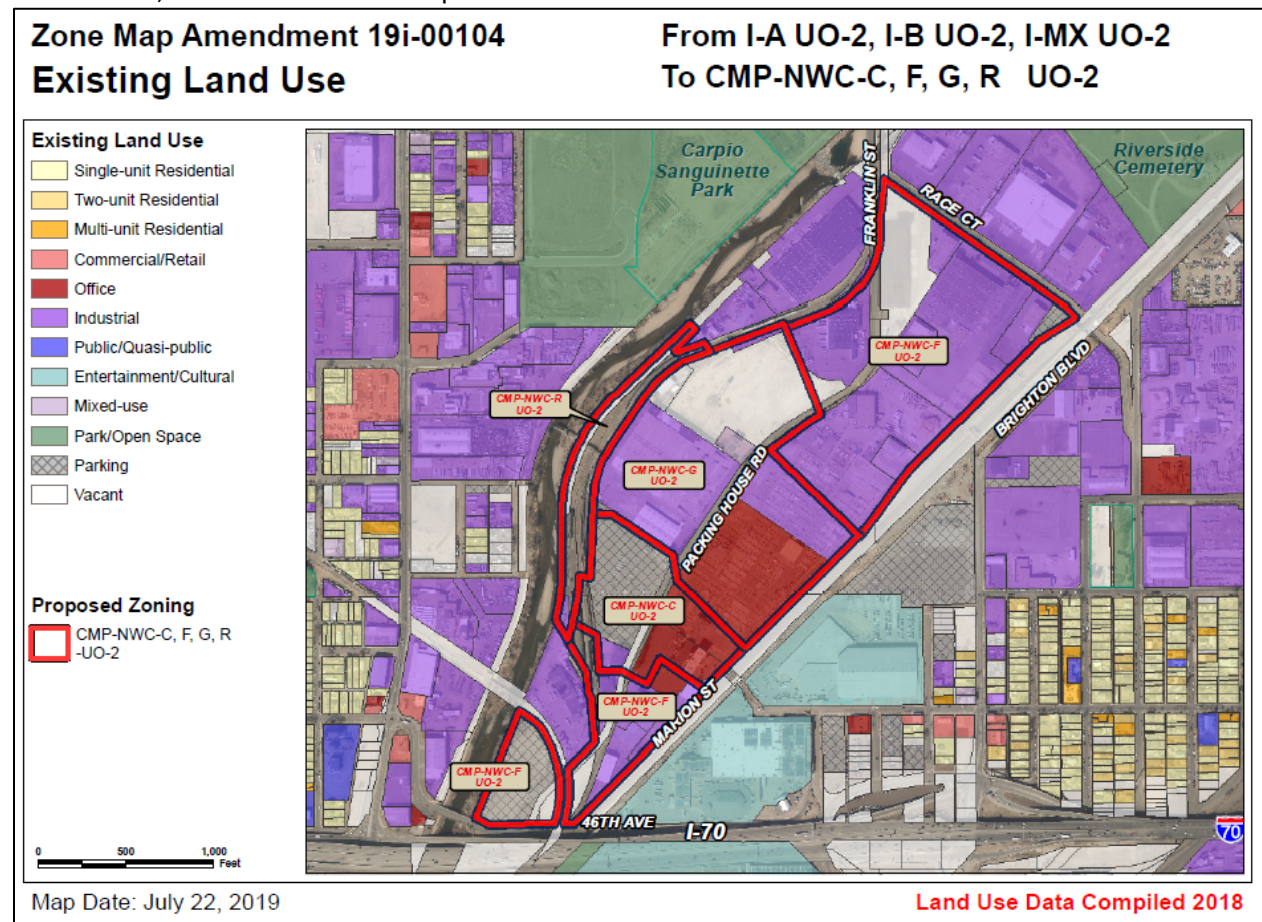 Zone Map Amendment 19i-00104
From I-A UO-2, I-B UO-2, I-MX UO-2
Existing Land Use
To CMP-NWC-C, F, G, R UO-2
Existing Land Use
Single-unit Residential
Two-unit Residential
Multi-unit Residential
Commercial/Retail
Office
Industrial
Public/Quasi-public
Entertainment/Cultural
Mixed-use
Park/Open Space
Parking
Vacant
Proposed Zoning
CMP-NWC-C, F, G, R
-UO-2
0 500 1,000
Feet
Carpio
Sanguinette
Park
FRANKLIN ST
RACE CT
Riverside
Cemetery
CMP-NWC-F
UO-2
BRIGHTON BLVD
CMP-NWC-R
UO-2
CMP-NWC-G
UO-2
PACKING HOUSE RD
CMP-NWC-C
UO-2
CMP-NWC-F
UO-2
MARION ST
CMP-NWC-F
UO-2
46TH AVE
I-70
70
Map Date: July 22, 2019
Land Use Data Compiled 2018